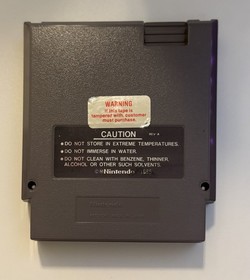 WARNING
If this tape is
tampered with, customer
must purchase.
CAUTION
REV-A
•DO NOT STORE IN EXTREME TEMPERATURES.
•DO NOT IMMERSE IN WATER.
•DO NOT CLEAN WITH BENZENE, THINNER,
ALCOHOL OR OTHER SUCH SOLVENTS.
Nintendo